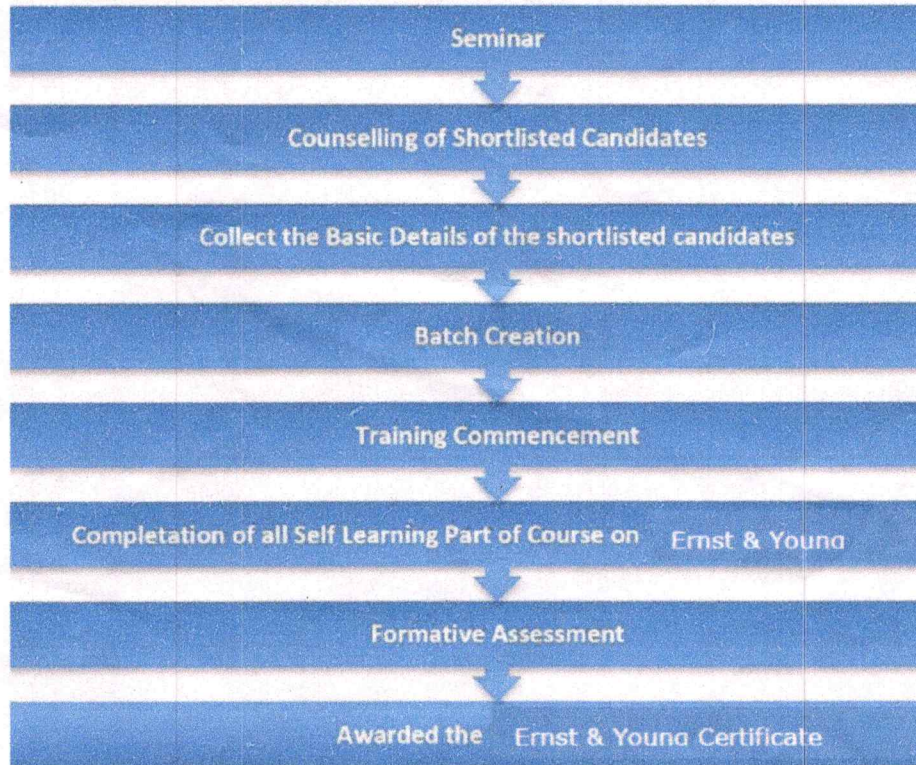 Seminar
Counselling of Shortlisted Candidates
Collect the Basic Details of the shortlisted candidates
Batch Creation
Training Commencement
Completation of all Self Learning Part of Course on Ernst & Young
Formative Assessment
Awarded the Ernst & Young Certificate